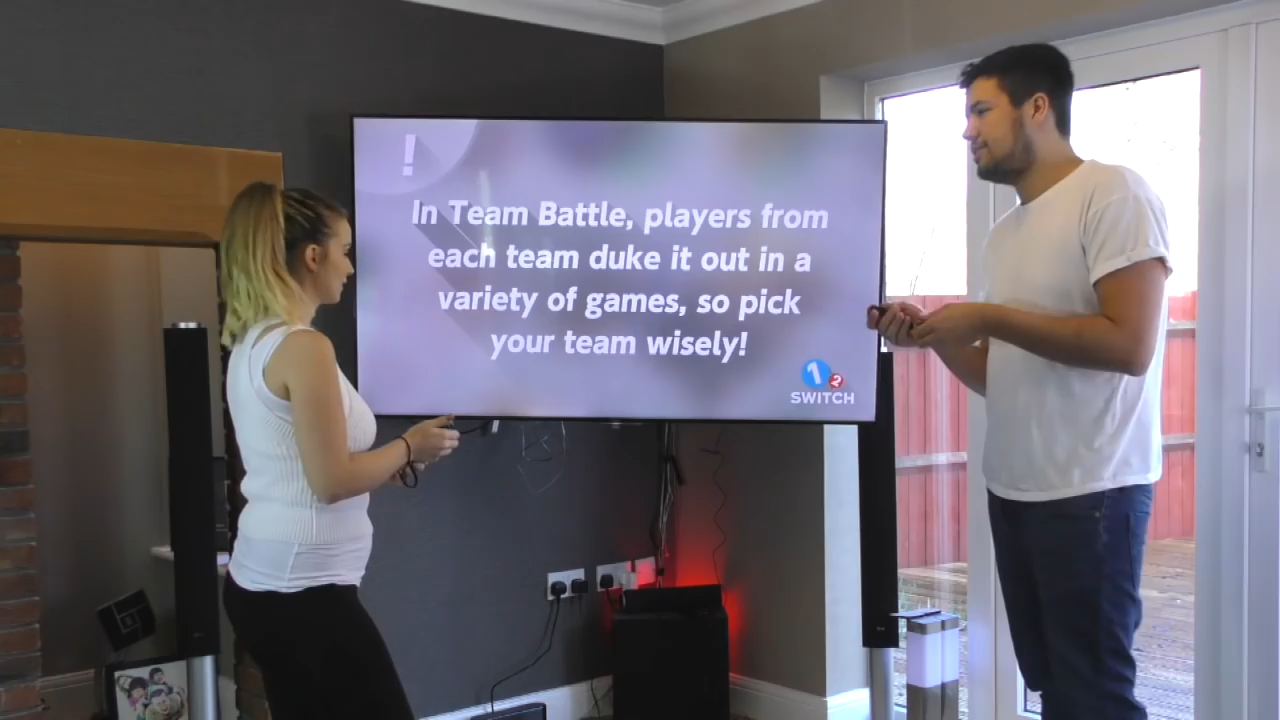 !
In Team Battle, players from
each team duke it out in a
variety of games, so pick
your team wisely!
1 2
SWITCH